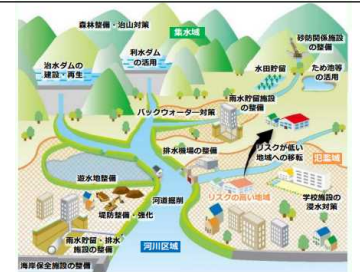 森林整備・治山対策
集水域
砂防関係施設
の整備
治水ダムの
建設・再生
利水ダム
の活用
水田貯留
ため池等
の活用
雨水貯留施設
の整備
バックウォーター対策
排水機場の整備
リスクが低い
地域への移転
氾濫域
遊水地整備
河道掘削
リスクの高い地域
学校施設の
浸水対策
堤防整備・強化
雨水貯留・排水
施設の整備
河川区域
海岸保全施設の整備